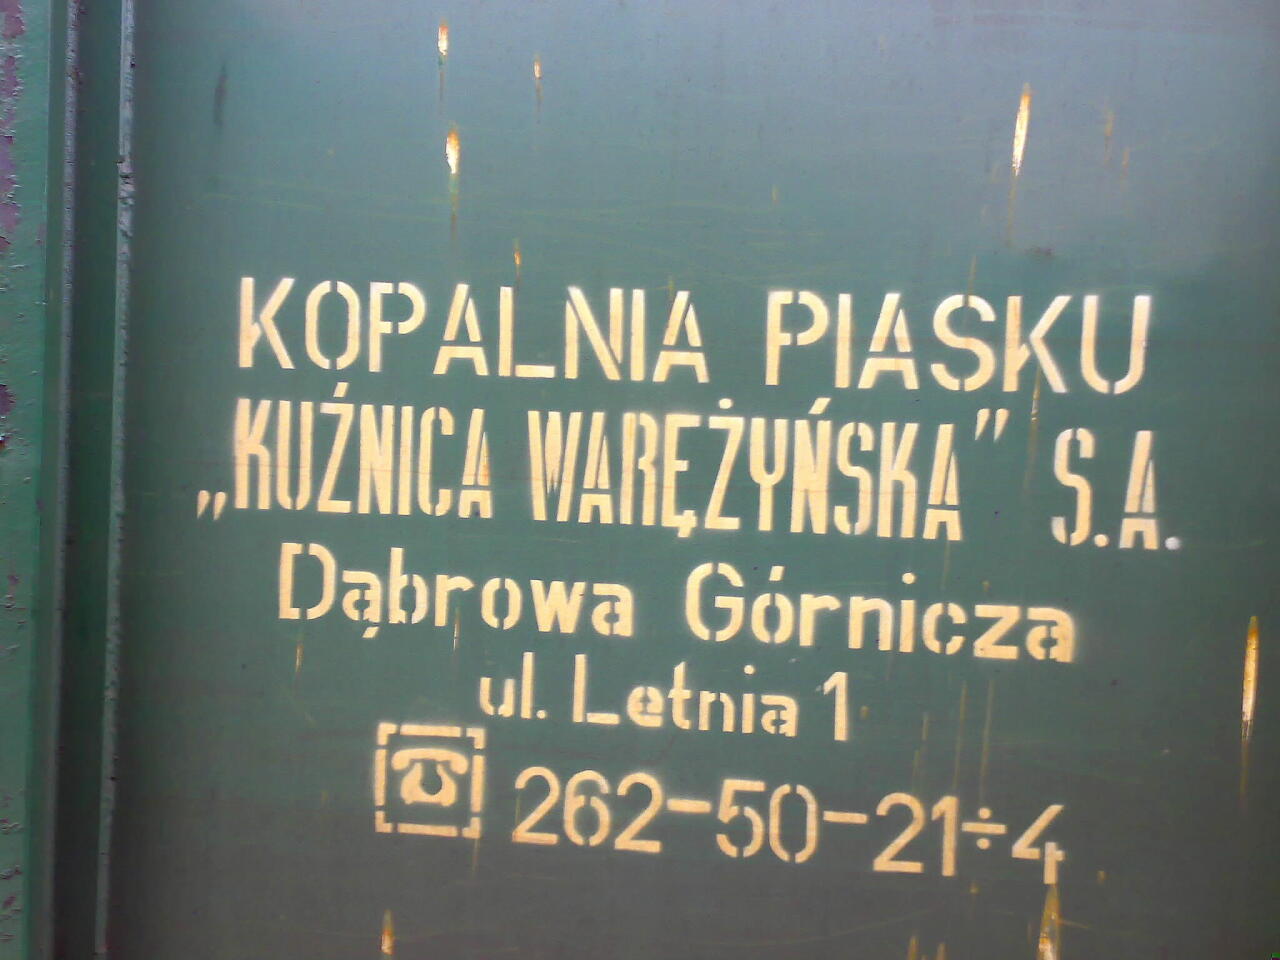 KOPALNIA PIASKU
„KUŹNICA WARĘŻYŃSKA” S.A.
Dąbrowa Górnicza
ul. Letnia 1
262-50-21÷4